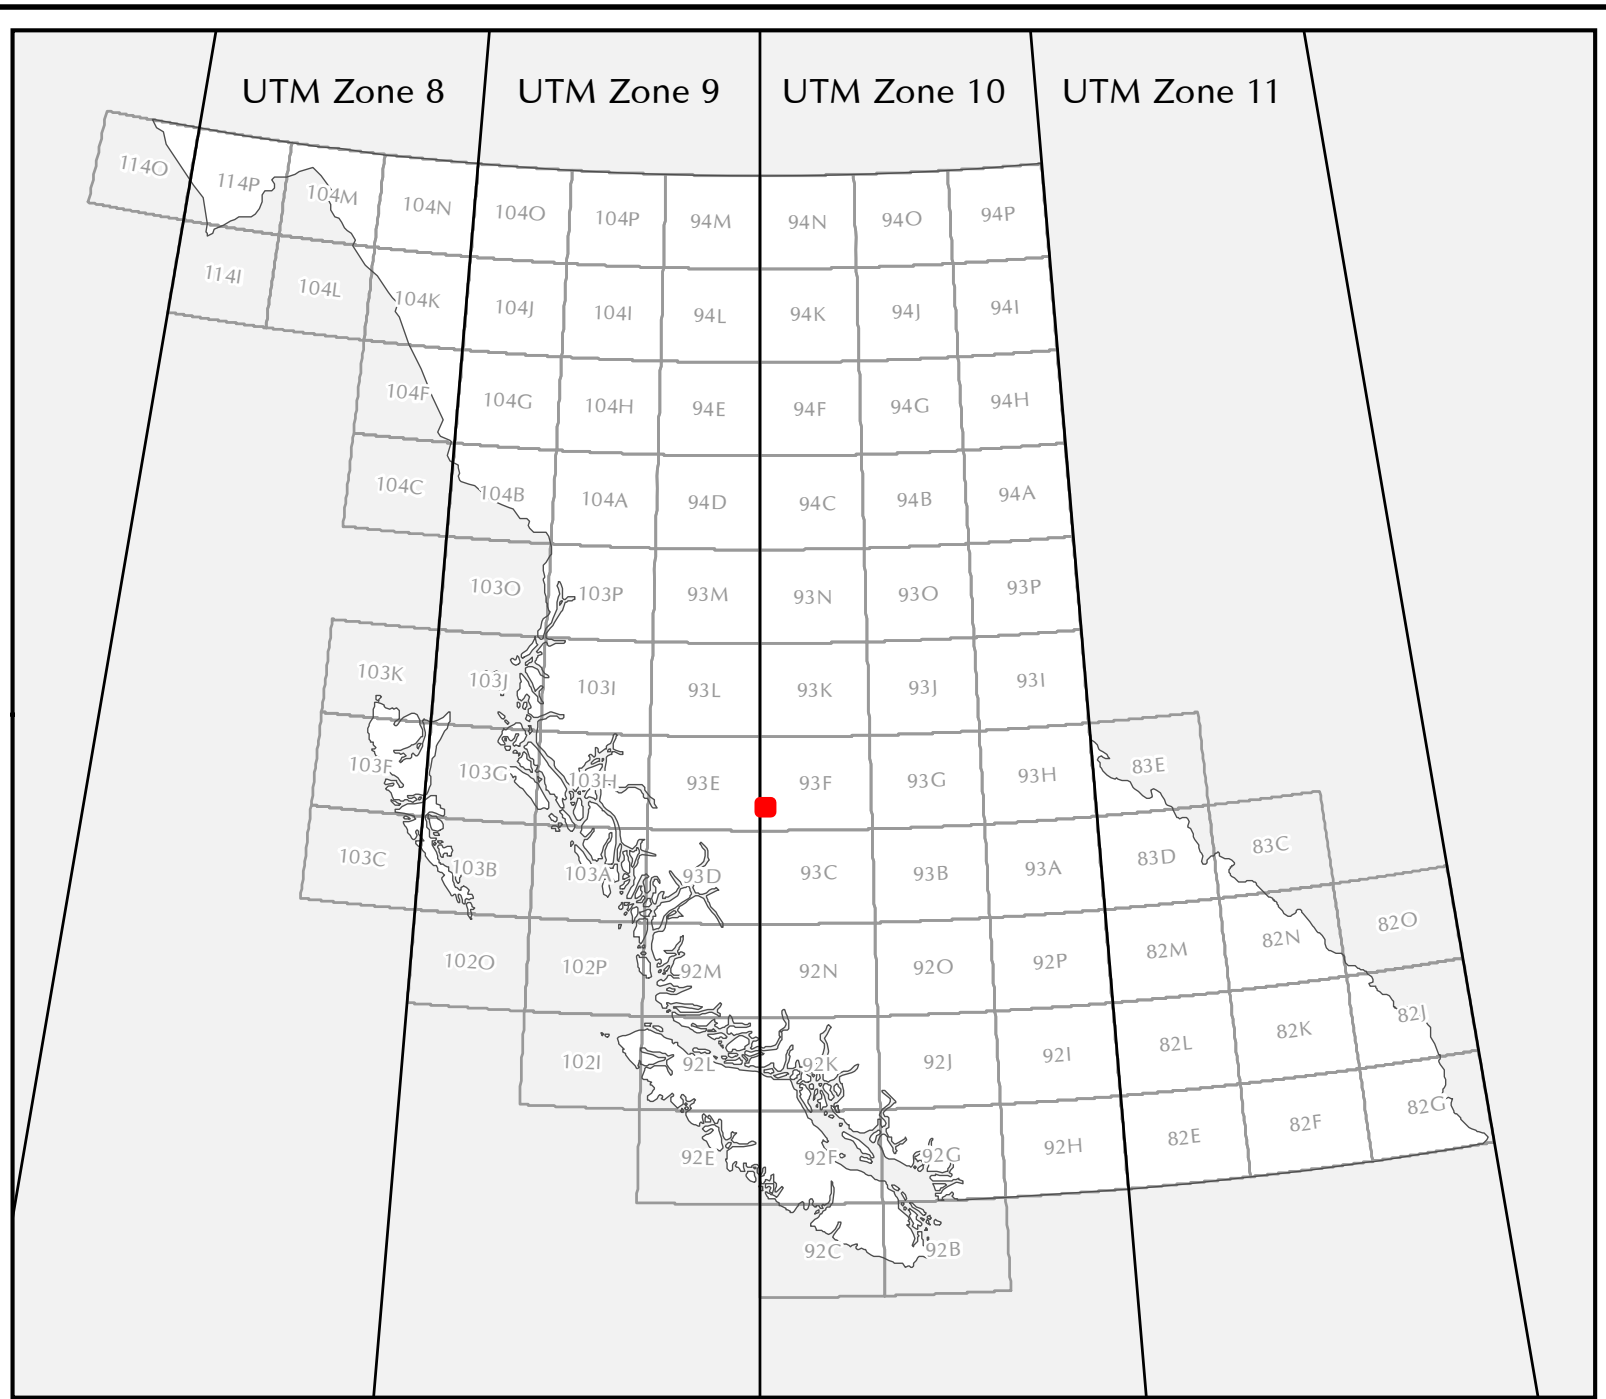 UTM Zone 8 UTM Zone 9 UTM Zone 10 UTM Zone 11
114O 114P 104M 104N 104O 104P 94M 94N 94O 94P
114I 104L 104K 104J 104I 94L 94K 94J 94I
104F 104G 104H 94E 94F 94G 94H
104C 104B 104A 94D 94C 94B 94A
103O 103P 93M 93N 93O 93P
103K 103J 103I 93L 93K 93J 93I
103F 103G 103H 93E 93F 93G 93H 83E
103C 103B 103A 93D 93C 93B 93A 83D 83C
102O 102P 92M 92N 92O 92P 82M 82N 82O
102I 92L 92K 92J 92I 82L 82K 82J
92E 92F 92G 92H 82E 82F 82G
92C 92B